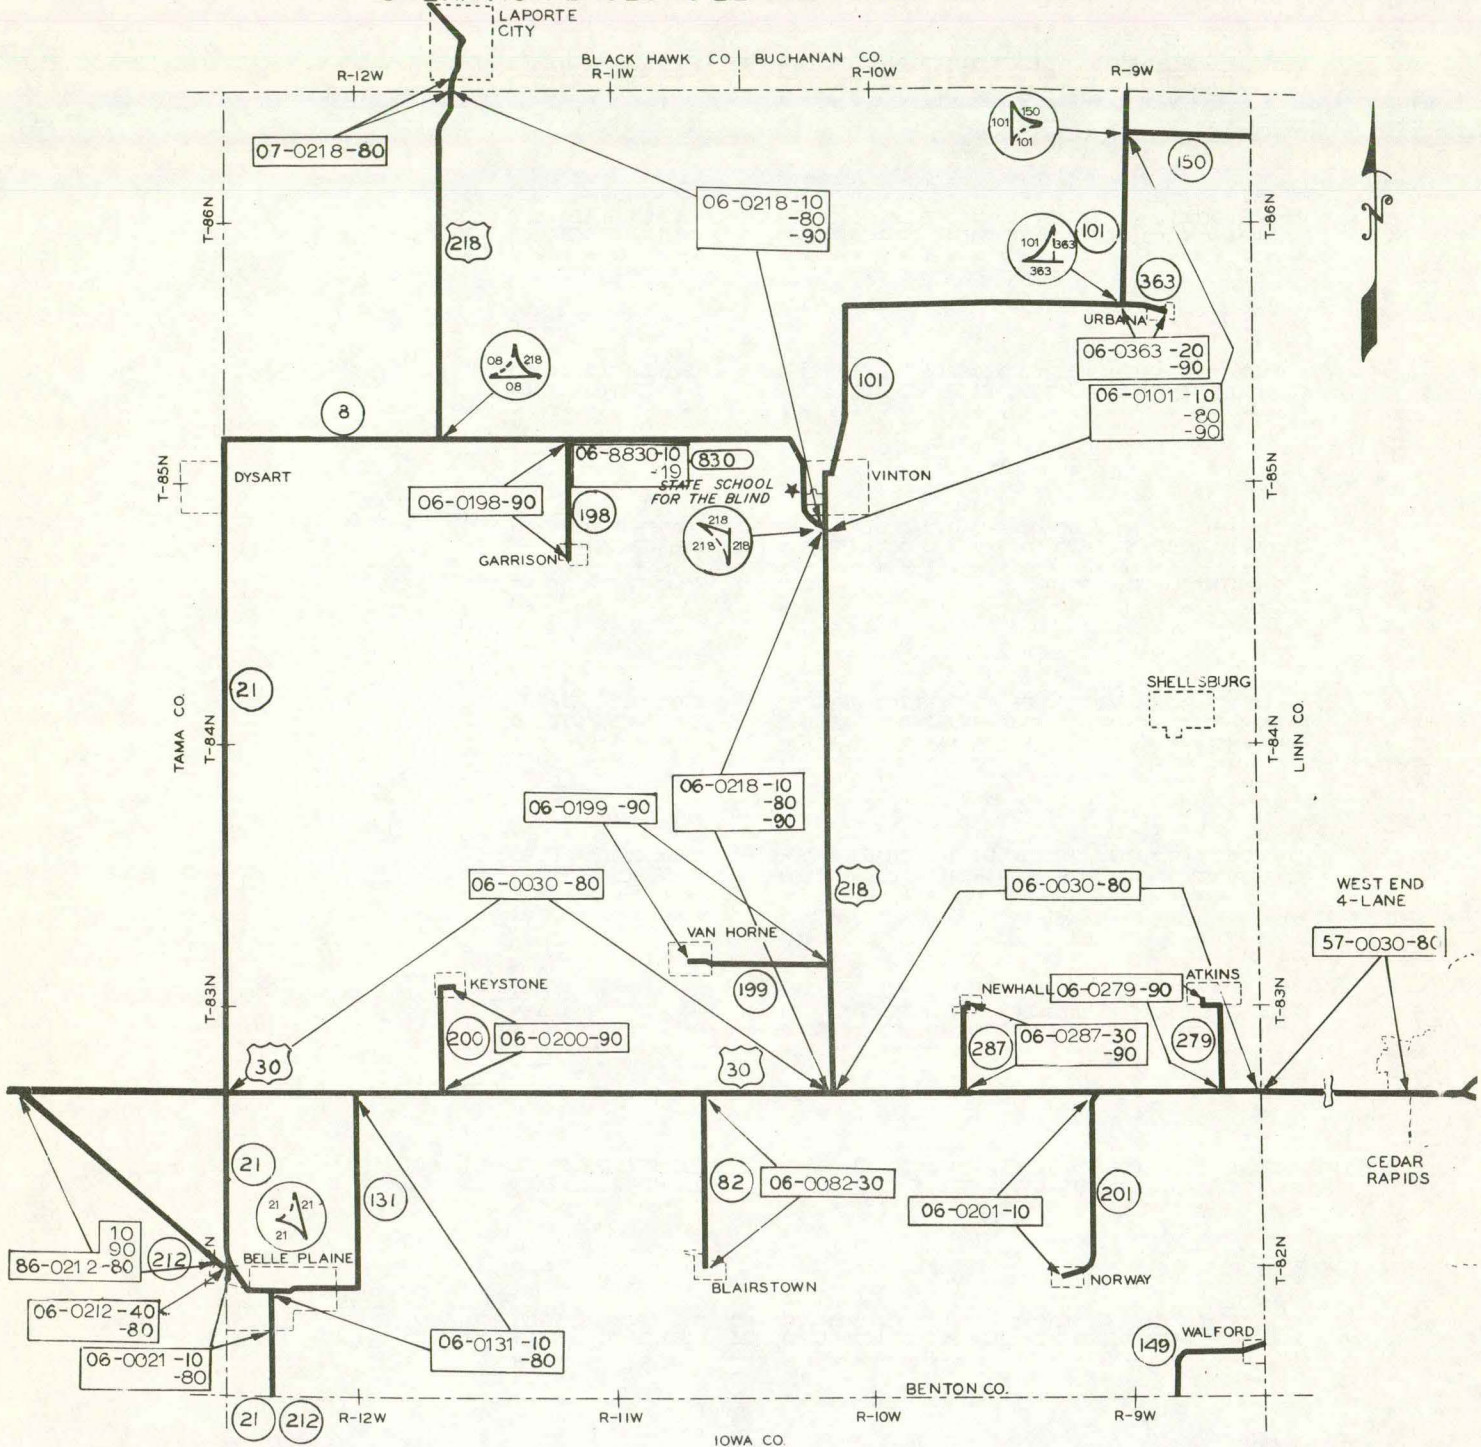 LAPORTE
CITY
BLACK HAWK CO
BUCHANAN CO.
R-12W
R-11W
R-10W
R-9W
07-0218-80
06-0218-10
-80
-90
101
150
101
150
T-86N
T-86N
N
218
101
101
363
363
363
URBANA
06-0363-20
-90
06-0101-10
-80
-90
08
218
08
8
101
T-85N
DYSART
06-8830-10
-19
830
VINTON
T-85N
06-0198-90
STATE SCHOOL
FOR THE BLIND
198
218
218
218
GARRISON
21
SHELLSBURG
TAMA CO.
T-84N
T-84N
LINN CO.
06-0199-90
06-0218-10
-80
-90
06-0030-80
218
06-0030-80
WEST END
4-LANE
57-0030-80
VAN HORNE
199
KEYSTONE
NEWHALL
06-0279-90
ATKINS
T-83N
T-83N
200
06-0200-90
287
06-0287-30
-90
279
30
30
21
131
82
06-0082-30
201
06-0201-10
CEDAR
RAPIDS
21
21
21
10
90
86-0212-80
212
BELLE PLAINE
T-82N
BLAIRSTOWN
NORWAY
06-0212-40
-80
06-0021-10
-80
06-0131-10
-80
149
WALFORD
BENTON CO.
21
212
R-12W
R-11W
R-10W
R-9W
IOWA CO.